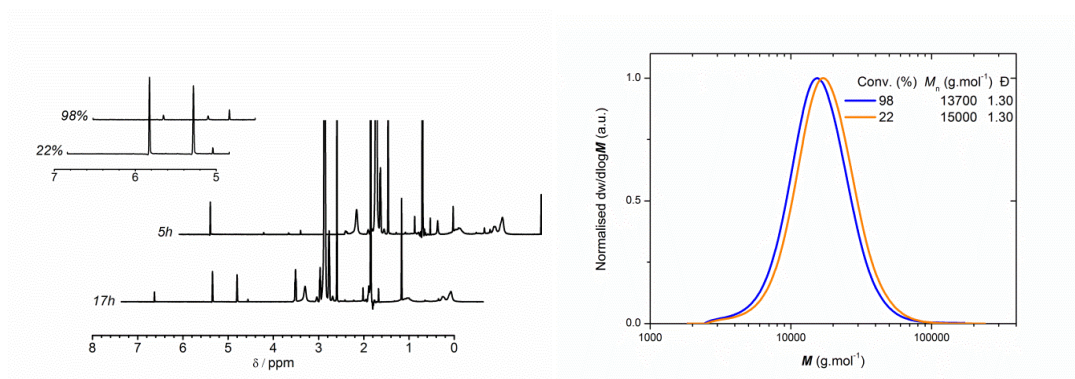 98%
22%
7 6 5
5h
17h
8 7 6 5 4 3 2 1 0
δ / ppm
Normalised dw/dlogM (a.u.)
1.0
0.5
0.0
Conv. (%) Mn (g.mol-1) Đ
98 13700 1.30
22 15000 1.30
1000 10000 100000
M (g.mol-1)